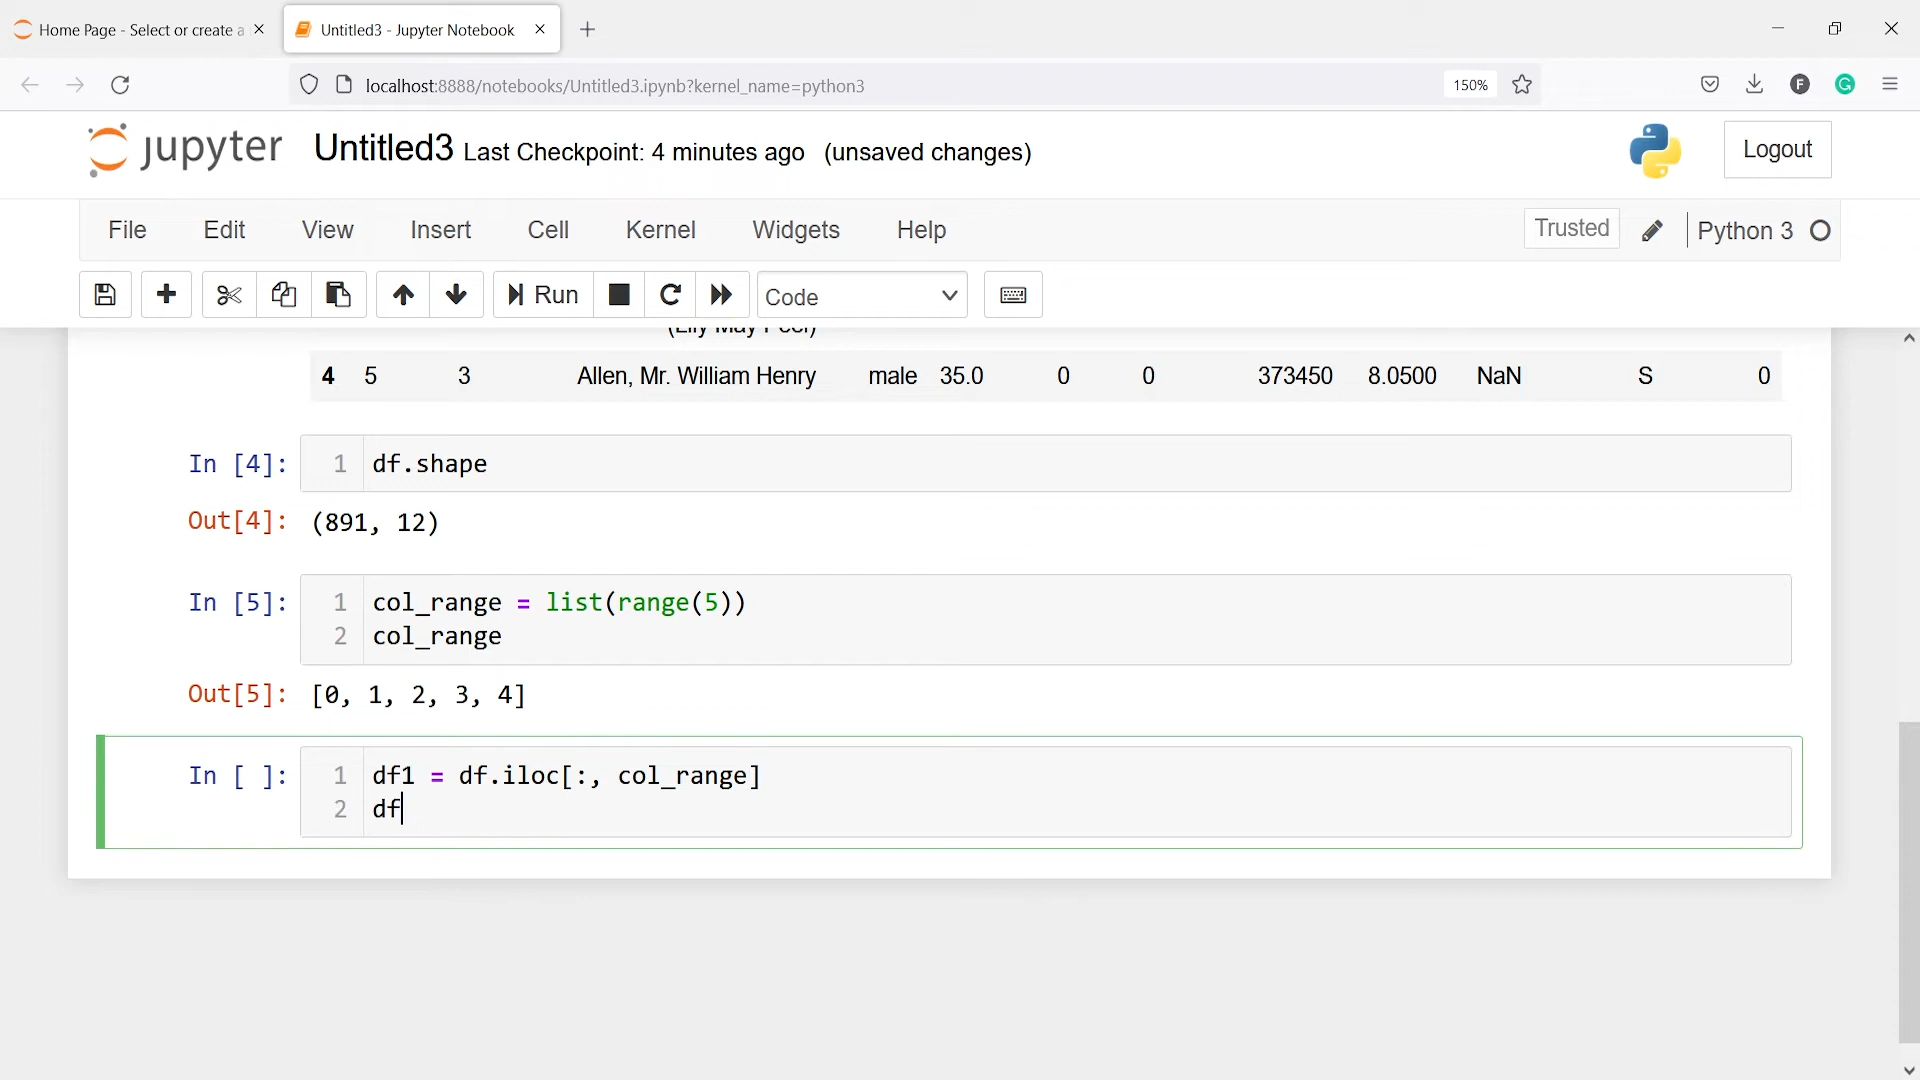 Home Page - Select or create a
Untitled3 - Jupyter Notebook
localhost:8888/notebooks/Untitled3.ipynb?kernel_name=python3
150%
F
G
jupyter Untitled3 Last Checkpoint: 4 minutes ago (unsaved changes)
Logout
File Edit View Insert Cell Kernel Widgets Help
Trusted
Python 3
Run
Code
4 5 3 Allen, Mr. William Henry male 35.0 0 0 373450 8.0500 NaN S 0
In [4]: 1 df.shape
Out[4]: (891, 12)
In [5]: 1 col_range = list(range(5))
2 col_range
Out[5]: [0, 1, 2, 3, 4]
In [ ]: 1 df1 = df.iloc[:, col_range]
2 df